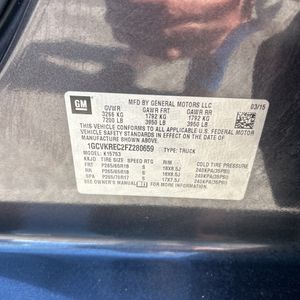 GM
MFD BY GENERAL MOTORS LLC
03/15
GVWR GAWR FRT GAWR RR
3266 KG 1792 KG 1792 KG
7200 LB 3950 LB 3950 LB
THIS VEHICLE CONFORMS TO ALL APPLICABLE U.S. FEDERAL MOTOR
VEHICLE SAFETY AND THEFT PREVENTION STANDARDS IN EFFECT
ON THE DATE OF MANUFACTURE SHOWN ABOVE.
1GCVKREC2FZ280659 TYPE: TRUCK
MODEL: K15753
TIRE SIZE SPEED RTG RIM COLD TIRE PRESSURE
FRT P265/65R18 S 18X8.5J 240KPA(35PSI)
RR P265/65R18 S 18X8.5J 240KPA(35PSI)
SPA P265/70R17 S 17X7.5J 240KPA(35PSI)
SEE OWNER'S MANUAL FOR